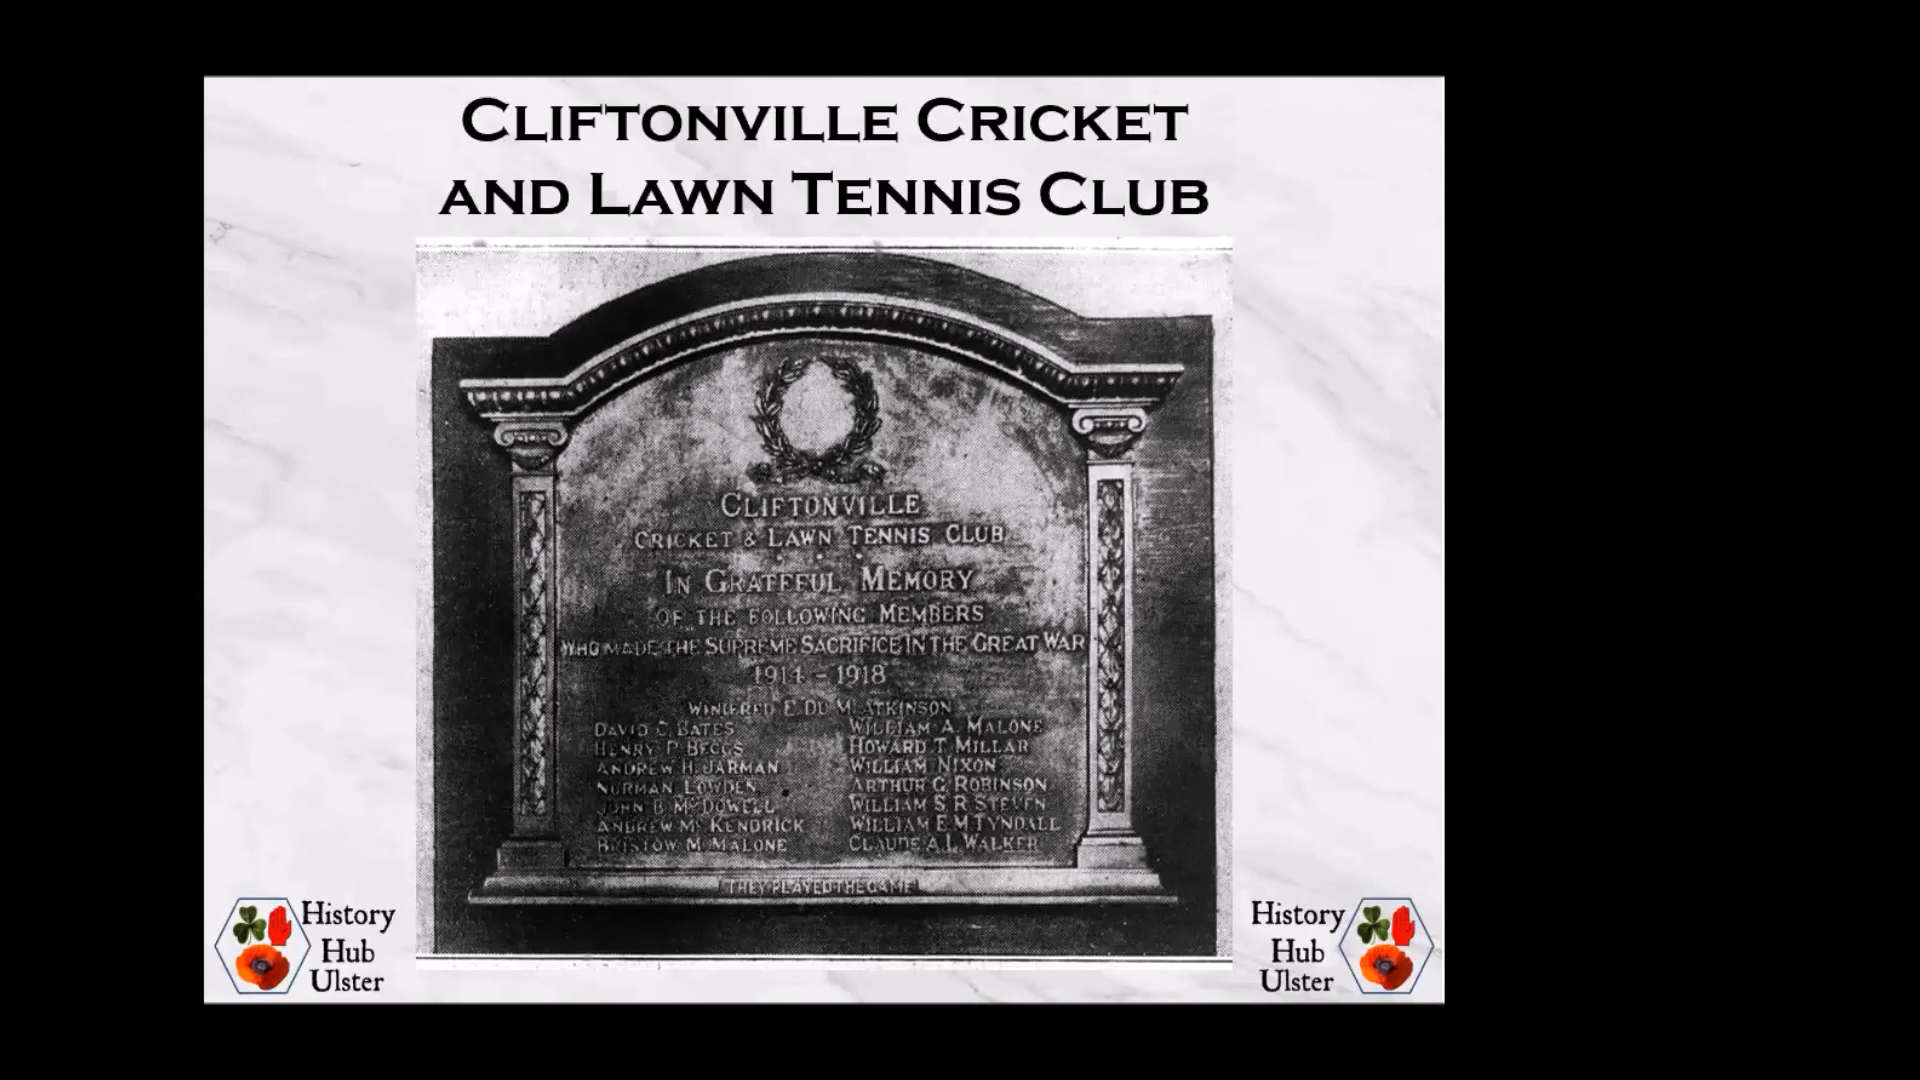 CLIFTONVILLE CRICKET
AND LAWN TENNIS CLUB
CLIFTONVILLE
CRICKET & LAWN TENNIS CLUB
IN GRATEFUL MEMORY
OF THE FOLLOWING MEMBERS
WHO MADE THE SUPREME SACRIFICE IN THE GREAT WAR
1914 - 1918
WINIFRED E. DU M. ATKINSON
DAVID C. BATES
HENRY P. BEGGS
ANDREW H. JARMAN
NORMAN LOWDEN
JOHN B. MCDOWELL
ANDREW MC KENDRICK
BRISTOW M. MALONE
WILLIAM A. MALONE
HOWARD T. MILLAR
WILLIAM NIXON
ARTHUR C. ROBINSON
WILLIAM S. R. STEVEN
WILLIAM E. M. TYNDALL
CLAUDE A. L. WALKER
"THEY PLAYED THE GAME"
History
Hub
Ulster
History
Hub
Ulster